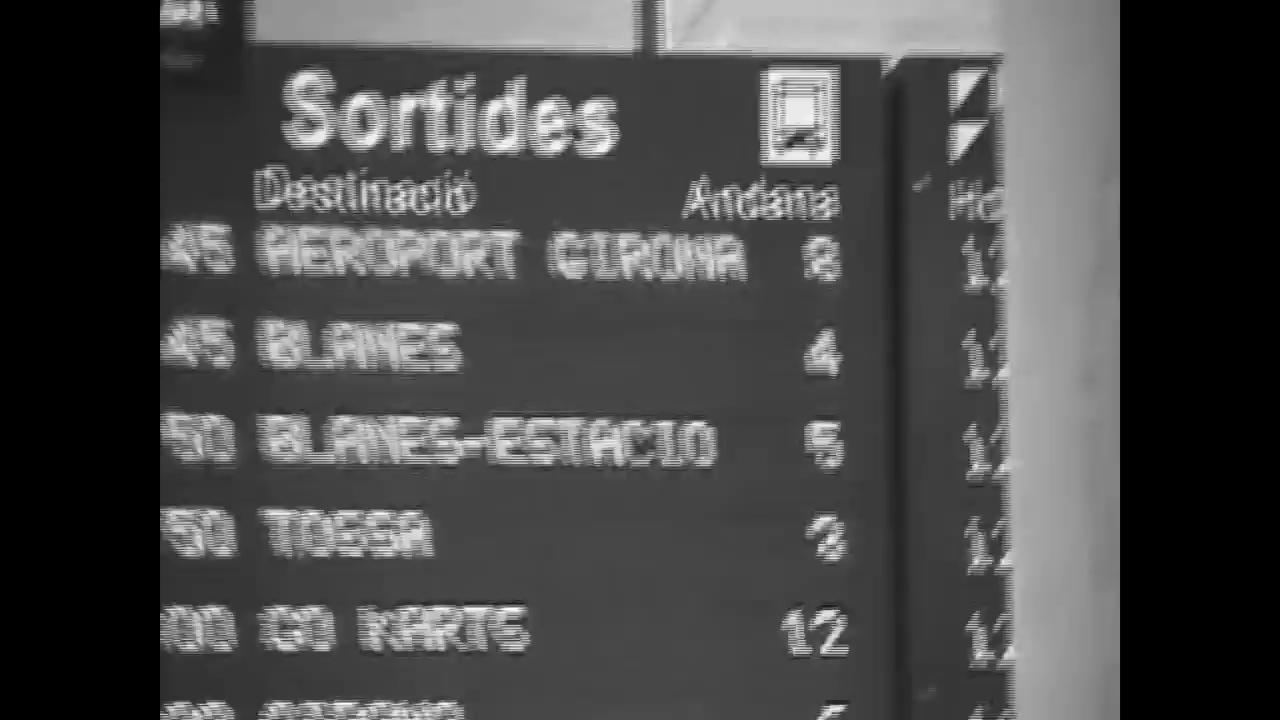 Sortides
Destinació Andana
45 AEROPORT GIRONA 8
45 BLANES 4
50 BLANES-ESTACIO 5
50 TOSSA 3
00 GO KARTS 12